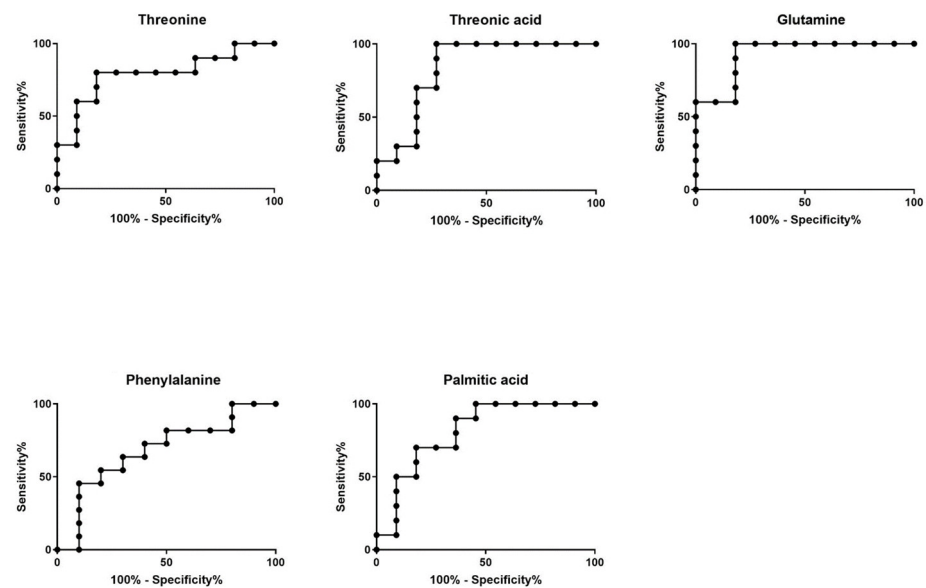 Threonine
100
50
0
0 50 100
Sensitivity%
100% - Specificity%
Threonic acid
100
50
0
0 50 100
Sensitivity%
100% - Specificity%
Glutamine
100
50
0
0 50 100
Sensitivity%
100% - Specificity%
Phenylalanine
100
50
0
0 50 100
Sensitivity%
100% - Specificity%
Palmitic acid
100
50
0
0 50 100
Sensitivity%
100% - Specificity%